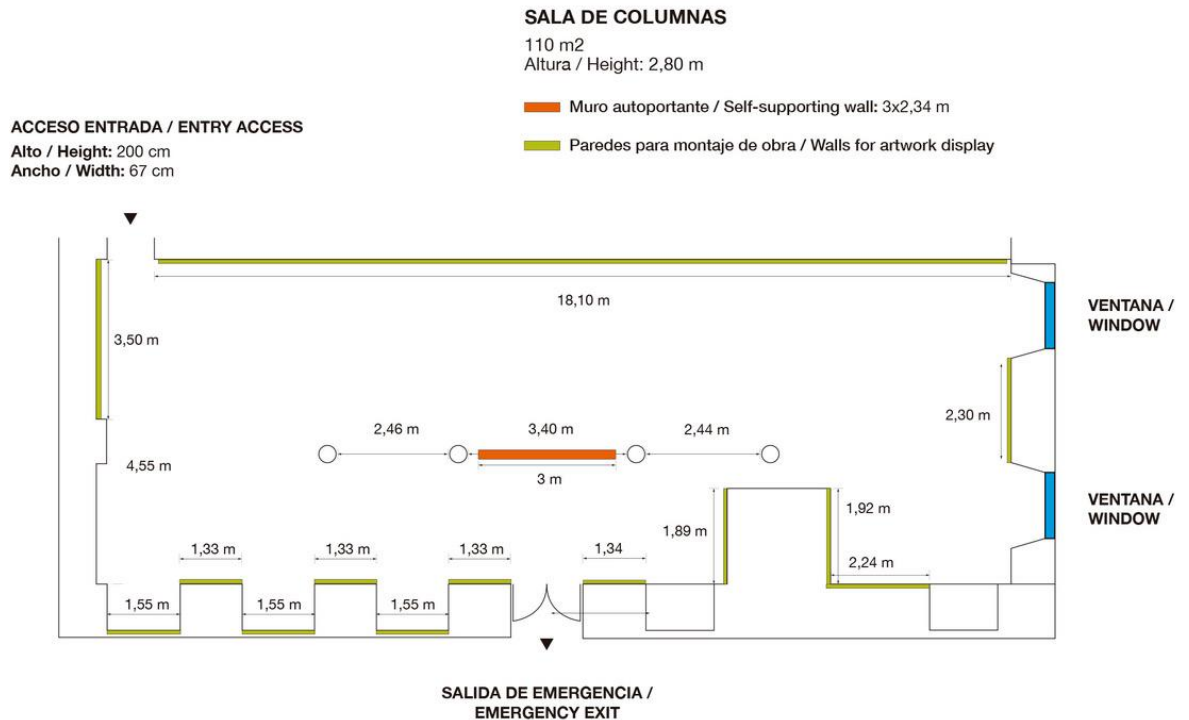 SALA DE COLUMNAS
110 m2
Altura / Height: 2,80 m
Muro autoportante / Self-supporting wall: 3x2,34 m
Paredes para montaje de obra / Walls for artwork display
ACCESO ENTRADA / ENTRY ACCESS
Alto / Height: 200 cm
Ancho / Width: 67 cm
18,10 m
VENTANA /
WINDOW
3,50 m
2,30 m
2,46 m
3,40 m
2,44 m
4,55 m
3 m
VENTANA /
WINDOW
1,89 m
1,92 m
1,33 m
1,33 m
1,33 m
1,34
2,24 m
1,55 m
1,55 m
1,55 m
SALIDA DE EMERGENCIA /
EMERGENCY EXIT